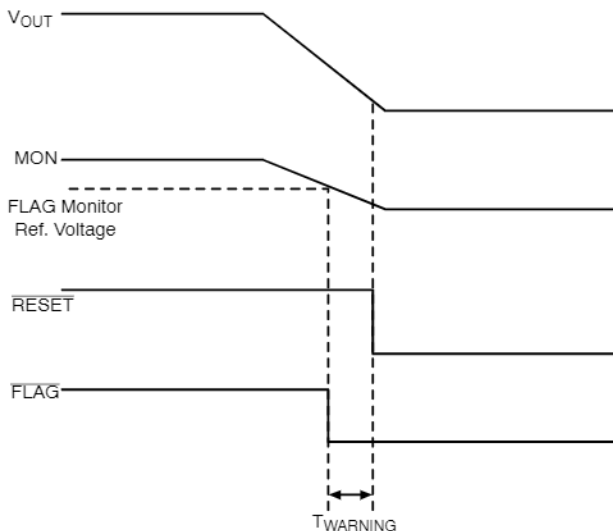 VOUT
MON
FLAG Monitor
Ref. Voltage
RESET
FLAG
TWARNING